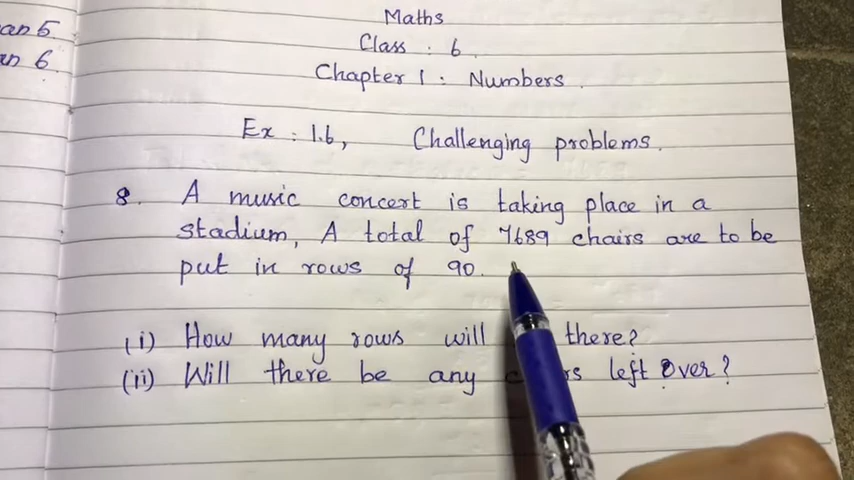 an 5
n 6
Maths
Class : 6
Chapter 1 : Numbers.
Ex : 1.6, Challenging problems.
8. A music concert is taking place in a
stadium, A total of 7689 chairs are to be
put in rows of 90.
(i) How many rows will there?
(ii) Will there be any left over?